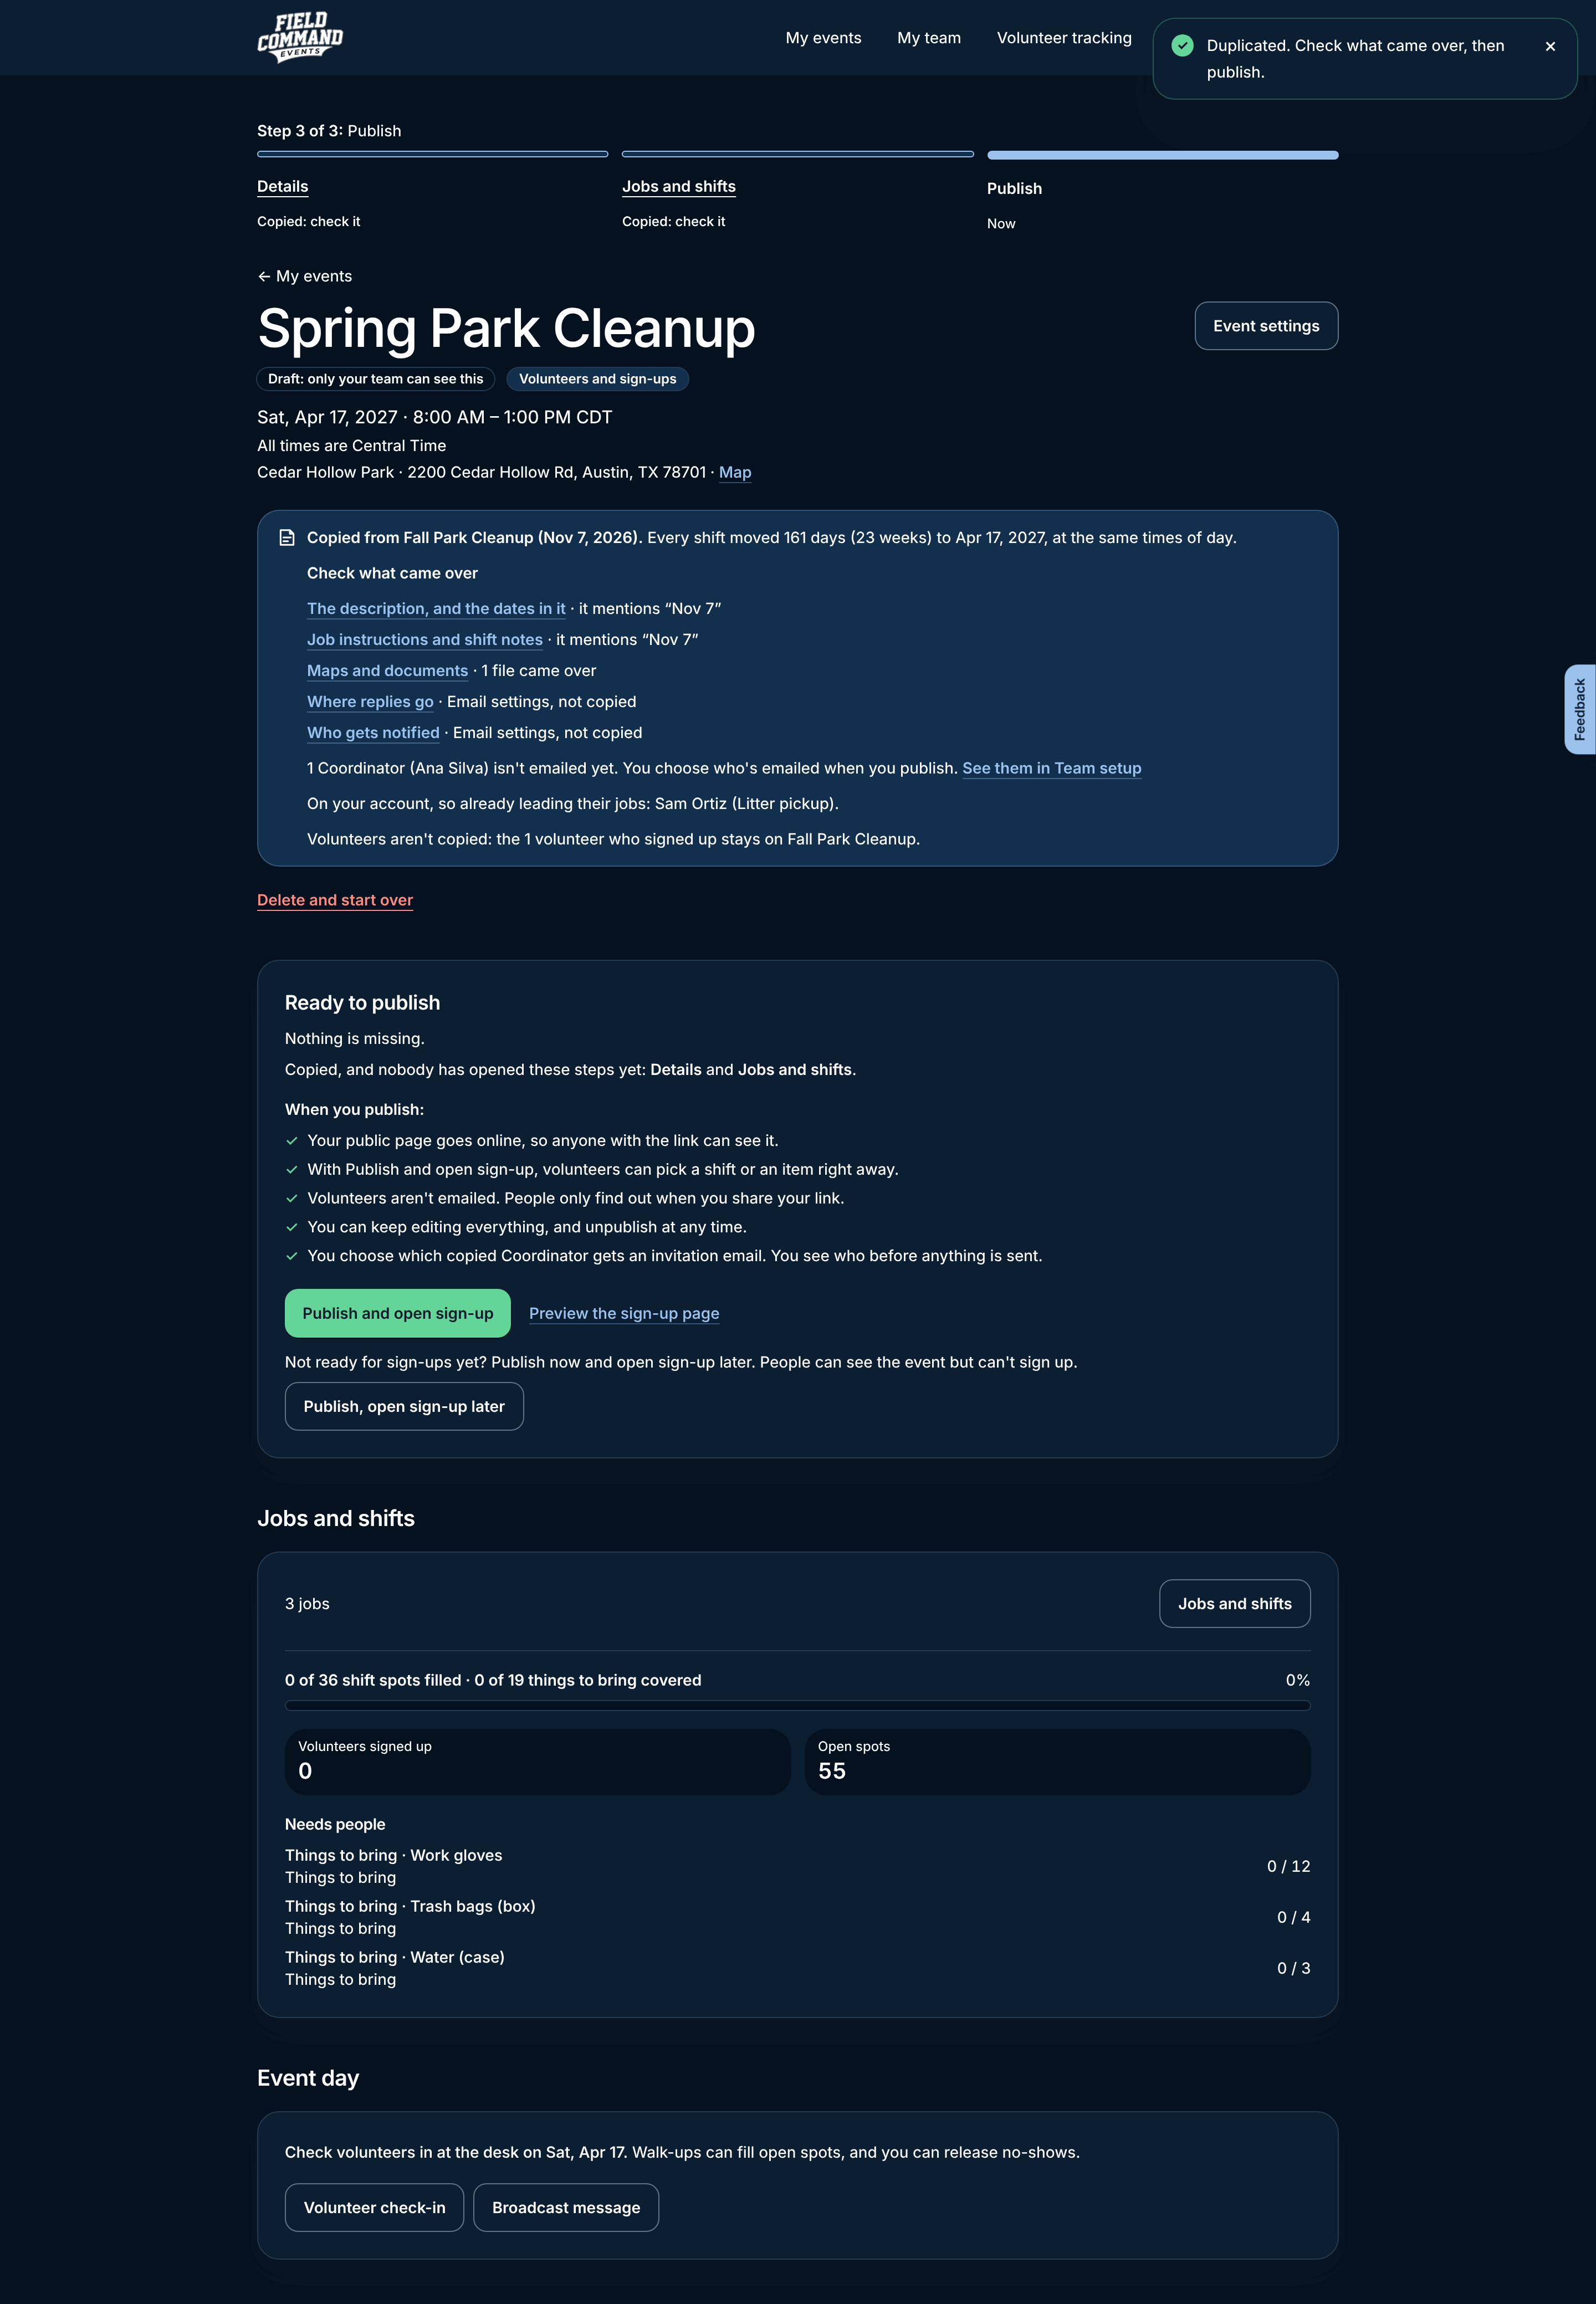 FIELD
COMMAND
EVENTS
My events
My team
Volunteer tracking
Duplicated. Check what came over, then
publish.
Step 3 of 3: Publish
Details
Copied: check it
Jobs and shifts
Copied: check it
Publish
Now
← My events
Spring Park Cleanup
Event settings
Draft: only your team can see this
Volunteers and sign-ups
Sat, Apr 17, 2027 · 8:00 AM – 1:00 PM CDT
All times are Central Time
Cedar Hollow Park · 2200 Cedar Hollow Rd, Austin, TX 78701 · Map
Copied from Fall Park Cleanup (Nov 7, 2026). Every shift moved 161 days (23 weeks) to Apr 17, 2027, at the same times of day.
Check what came over
The description, and the dates in it · it mentions “Nov 7”
Job instructions and shift notes · it mentions “Nov 7”
Maps and documents · 1 file came over
Where replies go · Email settings, not copied
Who gets notified · Email settings, not copied
1 Coordinator (Ana Silva) isn't emailed yet. You choose who's emailed when you publish. See them in Team setup
On your account, so already leading their jobs: Sam Ortiz (Litter pickup).
Volunteers aren't copied: the 1 volunteer who signed up stays on Fall Park Cleanup.
Feedback
Delete and start over
Ready to publish
Nothing is missing.
Copied, and nobody has opened these steps yet: Details and Jobs and shifts.
When you publish:
Your public page goes online, so anyone with the link can see it.
With Publish and open sign-up, volunteers can pick a shift or an item right away.
Volunteers aren't emailed. People only find out when you share your link.
You can keep editing everything, and unpublish at any time.
You choose which copied Coordinator gets an invitation email. You see who before anything is sent.
Publish and open sign-up
Preview the sign-up page
Not ready for sign-ups yet? Publish now and open sign-up later. People can see the event but can't sign up.
Publish, open sign-up later
Jobs and shifts
3 jobs
Jobs and shifts
0 of 36 shift spots filled · 0 of 19 things to bring covered
0%
Volunteers signed up
0
Open spots
55
Needs people
Things to bring · Work gloves
Things to bring
0 / 12
Things to bring · Trash bags (box)
Things to bring
0 / 4
Things to bring · Water (case)
Things to bring
0 / 3
Event day
Check volunteers in at the desk on Sat, Apr 17. Walk-ups can fill open spots, and you can release no-shows.
Volunteer check-in
Broadcast message